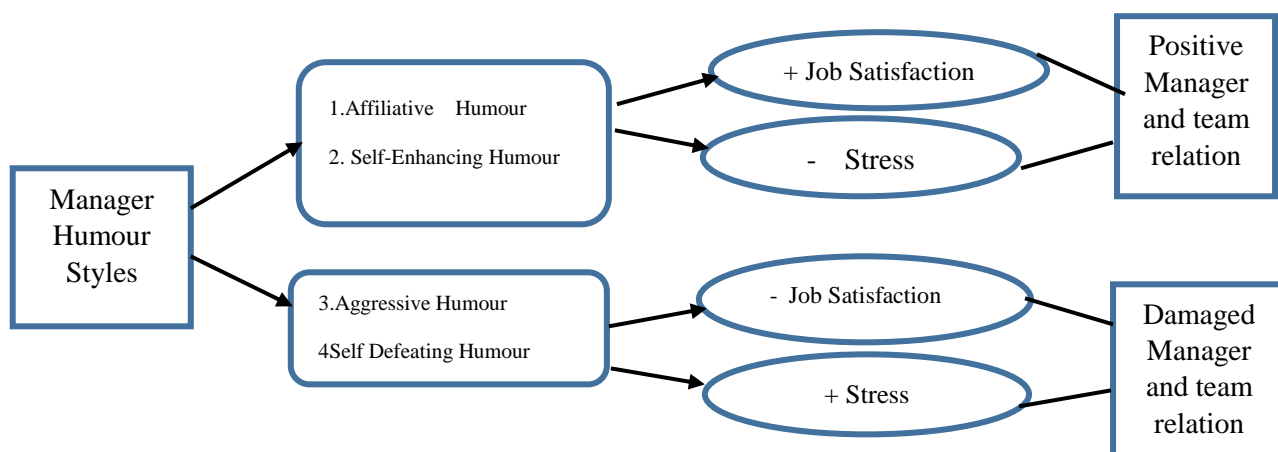 Manager
Humour
Styles
1.Affiliative Humour
2. Self-Enhancing Humour
3.Aggressive Humour
4Self Defeating Humour
+ Job Satisfaction
- Stress
- Job Satisfaction
+ Stress
Positive
Manager
and team
relation
Damaged
Manager
and team
relation